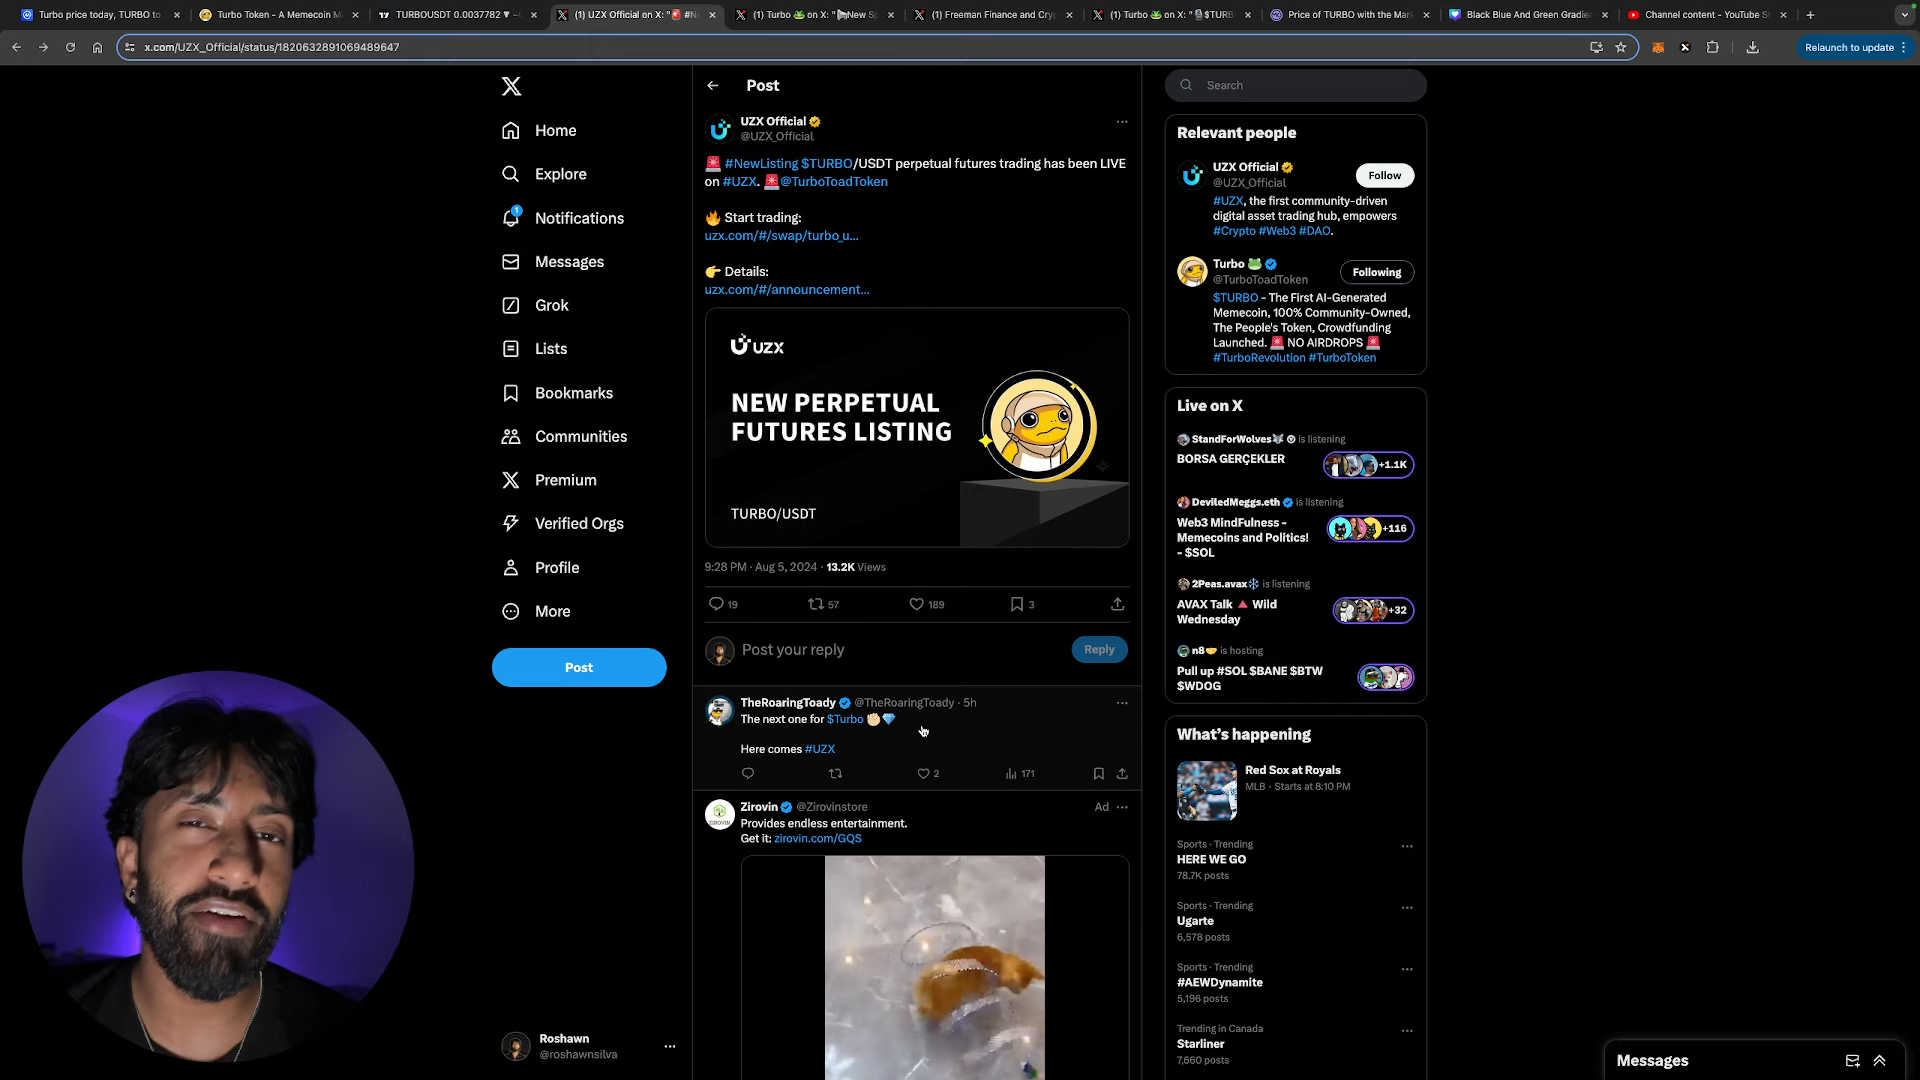 Turbo price today, TURBO to
Turbo Token - A Memecoin M
TURBOUSDT 0.0037782 ▼ −
(1) UZX Official on X: "🚨 #N
(1) Turbo 🐸 on X: "
New Sp
(1) Freeman Finance and Cry
(1) Turbo 🐸 on X: "
$TURB
Price of TURBO with the Mar
Black Blue And Green Gradie
Channel content - YouTube S
x.com/UZX_Official/status/1820632891069489647
Relaunch to update
Home
Explore
1
Notifications
Messages
Grok
Lists
Bookmarks
Communities
Premium
Verified Orgs
Profile
More
Post
Roshawn
@roshawnsilva
Post
UZX Official
@UZX_Official
🚨 #NewListing $TURBO/USDT perpetual futures trading has been LIVE
on #UZX. 🚨@TurboToadToken
🔥 Start trading:
uzx.com/#/swap/turbo_u...
👉 Details:
uzx.com/#/announcement...
UZX
NEW PERPETUAL
FUTURES LISTING
TURBO/USDT
9:28 PM · Aug 5, 2024 · 13.2K Views
19 57 189 3
Post your reply
Reply
TheRoaringToady @TheRoaringToady · 5h
The next one for $Turbo ✊🏻💎
Here comes #UZX
2 171
Zirovin @Zirovinstore Ad
ZIROVIN
Provides endless entertainment.
Get it: zirovin.com/GQS
Search
Relevant people
UZX Official
@UZX_Official
Follow
#UZX, the first community-driven
digital asset trading hub, empowers
#Crypto #Web3 #DAO.
Turbo 🐸
@TurboToadToken
Following
$TURBO - The First AI-Generated
Memecoin, 100% Community-Owned,
The People's Token, Crowdfunding
Launched. 🚨 NO AIRDROPS 🚨
#TurboRevolution #TurboToken
Live on X
StandForWolves🐺 is listening
BORSA GERÇEKLER
+1.1K
DeviledMeggs.eth is listening
Web3 MindFulness -
Memecoins and Politics!
- $SOL
+116
2Peas.avax❄️ is listening
AVAX Talk 🔺 Wild
Wednesday
+32
n8🤝 is hosting
Pull up #SOL $BANE $BTW
$WDOG
What's happening
Red Sox at Royals
MLB · Starts at 8:10 PM
Sports · Trending
HERE WE GO
78.7K posts
Sports · Trending
Ugarte
6,578 posts
Sports · Trending
#AEWDynamite
5,196 posts
Trending in Canada
Starliner
7,660 posts
Messages